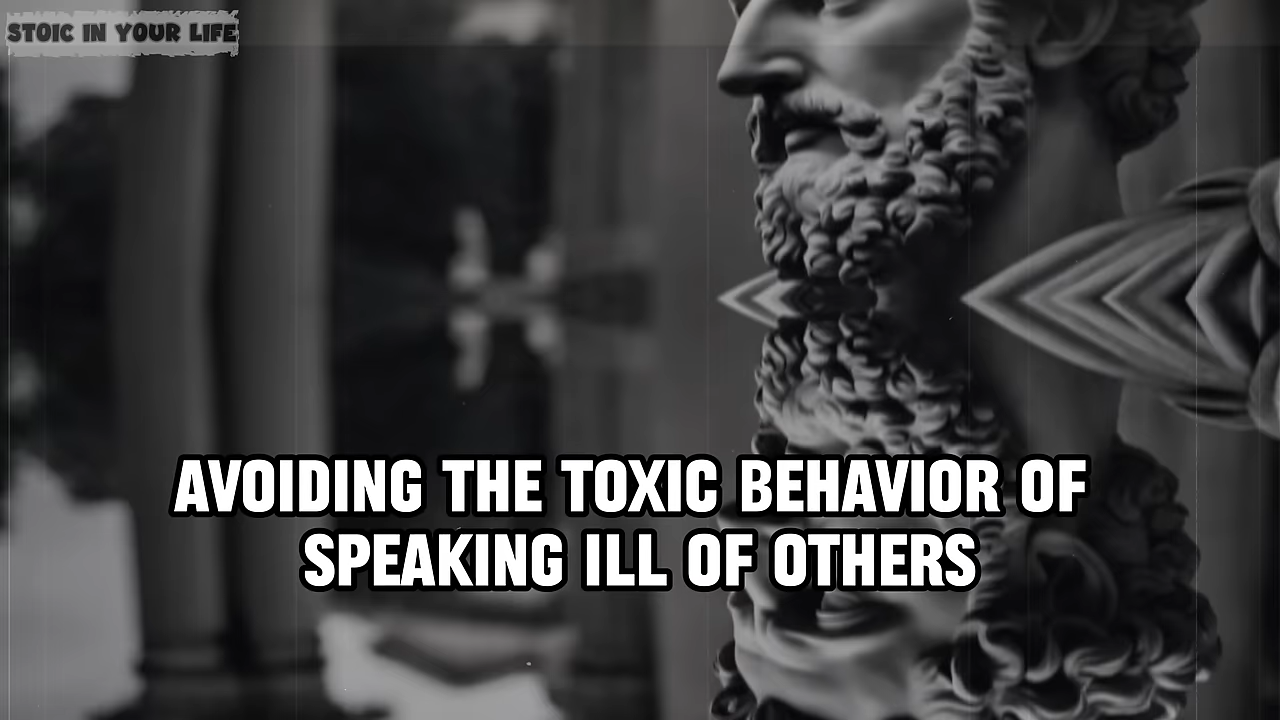 STOIC IN YOUR LIFE
AVOIDING THE TOXIC BEHAVIOR OF
SPEAKING ILL OF OTHERS